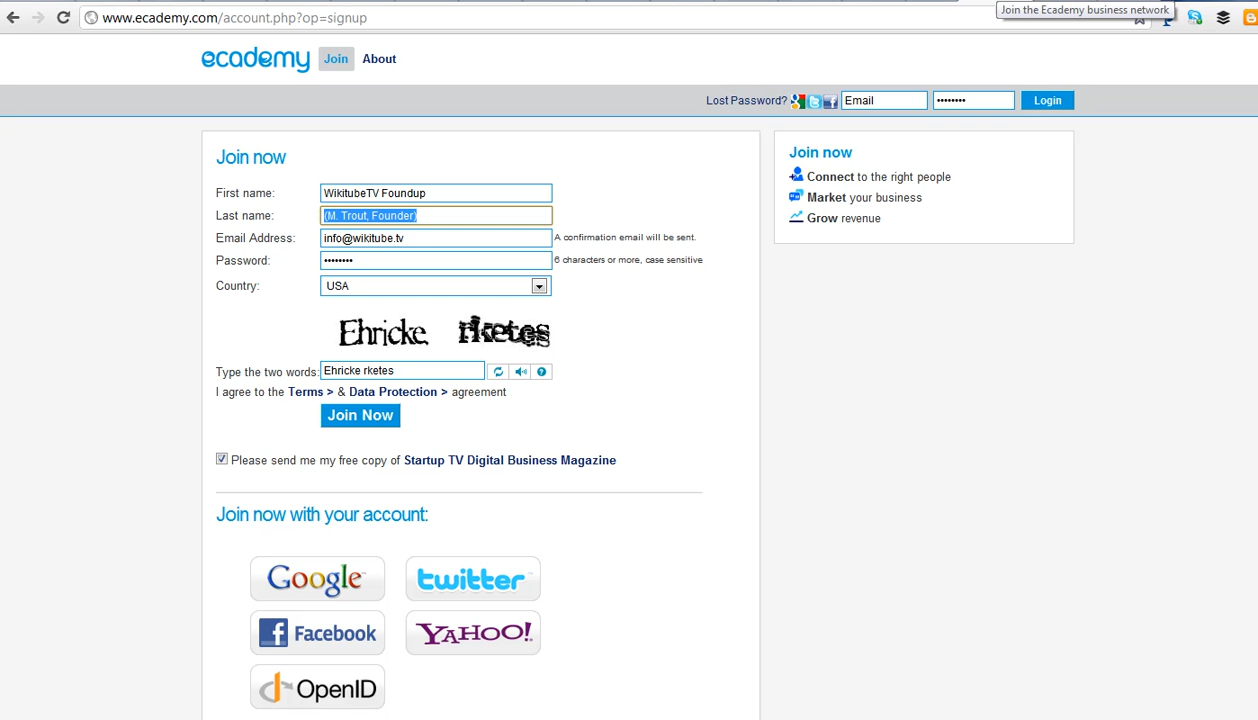 www.ecademy.com/account.php?op=signup
Join the Ecademy business network
ecademy Join About
Lost Password? Email •••••••• Login
Join now
First name: WikitubeTV Foundup
Last name: (M. Trout, Founder)
Email Address: info@wikitube.tv A confirmation email will be sent.
Password: •••••••• 6 characters or more, case sensitive
Country: USA
Ehricke rketes
Type the two words: Ehricke rketes
I agree to the Terms > & Data Protection > agreement
Join Now
Please send me my free copy of Startup TV Digital Business Magazine
Join now with your account:
Google twitter
Facebook YAHOO!
OpenID
Join now
Connect to the right people
Market your business
Grow revenue